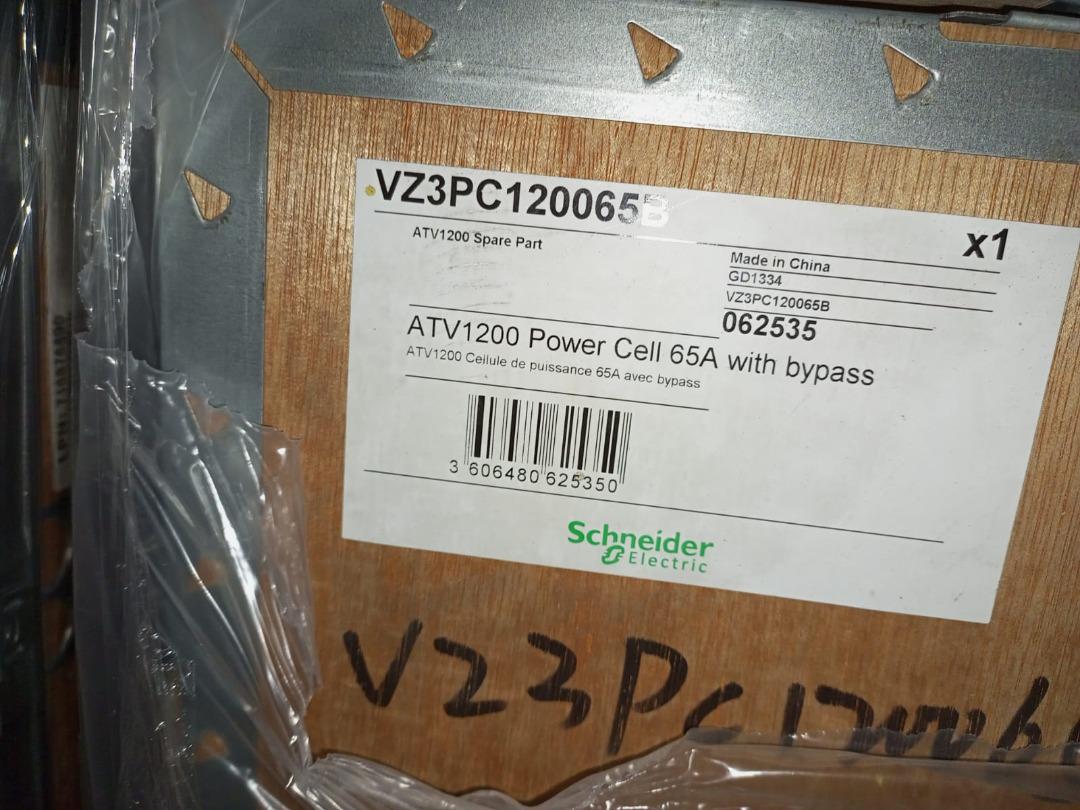 VZ3PC120065B
x1
ATV1200 Spare Part
Made in China
GD1334
VZ3PC120065B
062535
ATV1200 Power Cell 65A with bypass
ATV1200 Cellule de puissance 65A avec bypass
3 606480 625350
Schneider
Electric
VZ3PC12006